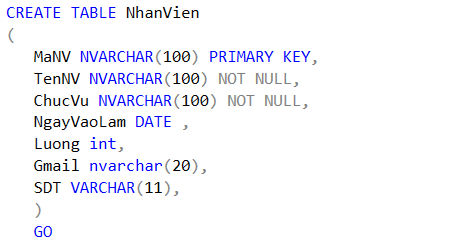 CREATE TABLE NhanVien
(
MaNV NVARCHAR(100) PRIMARY KEY,
TenNV NVARCHAR(100) NOT NULL,
ChucVu NVARCHAR(100) NOT NULL,
NgayVaoLam DATE ,
Luong int,
Gmail nvarchar(20),
SDT VARCHAR(11),
)
GO